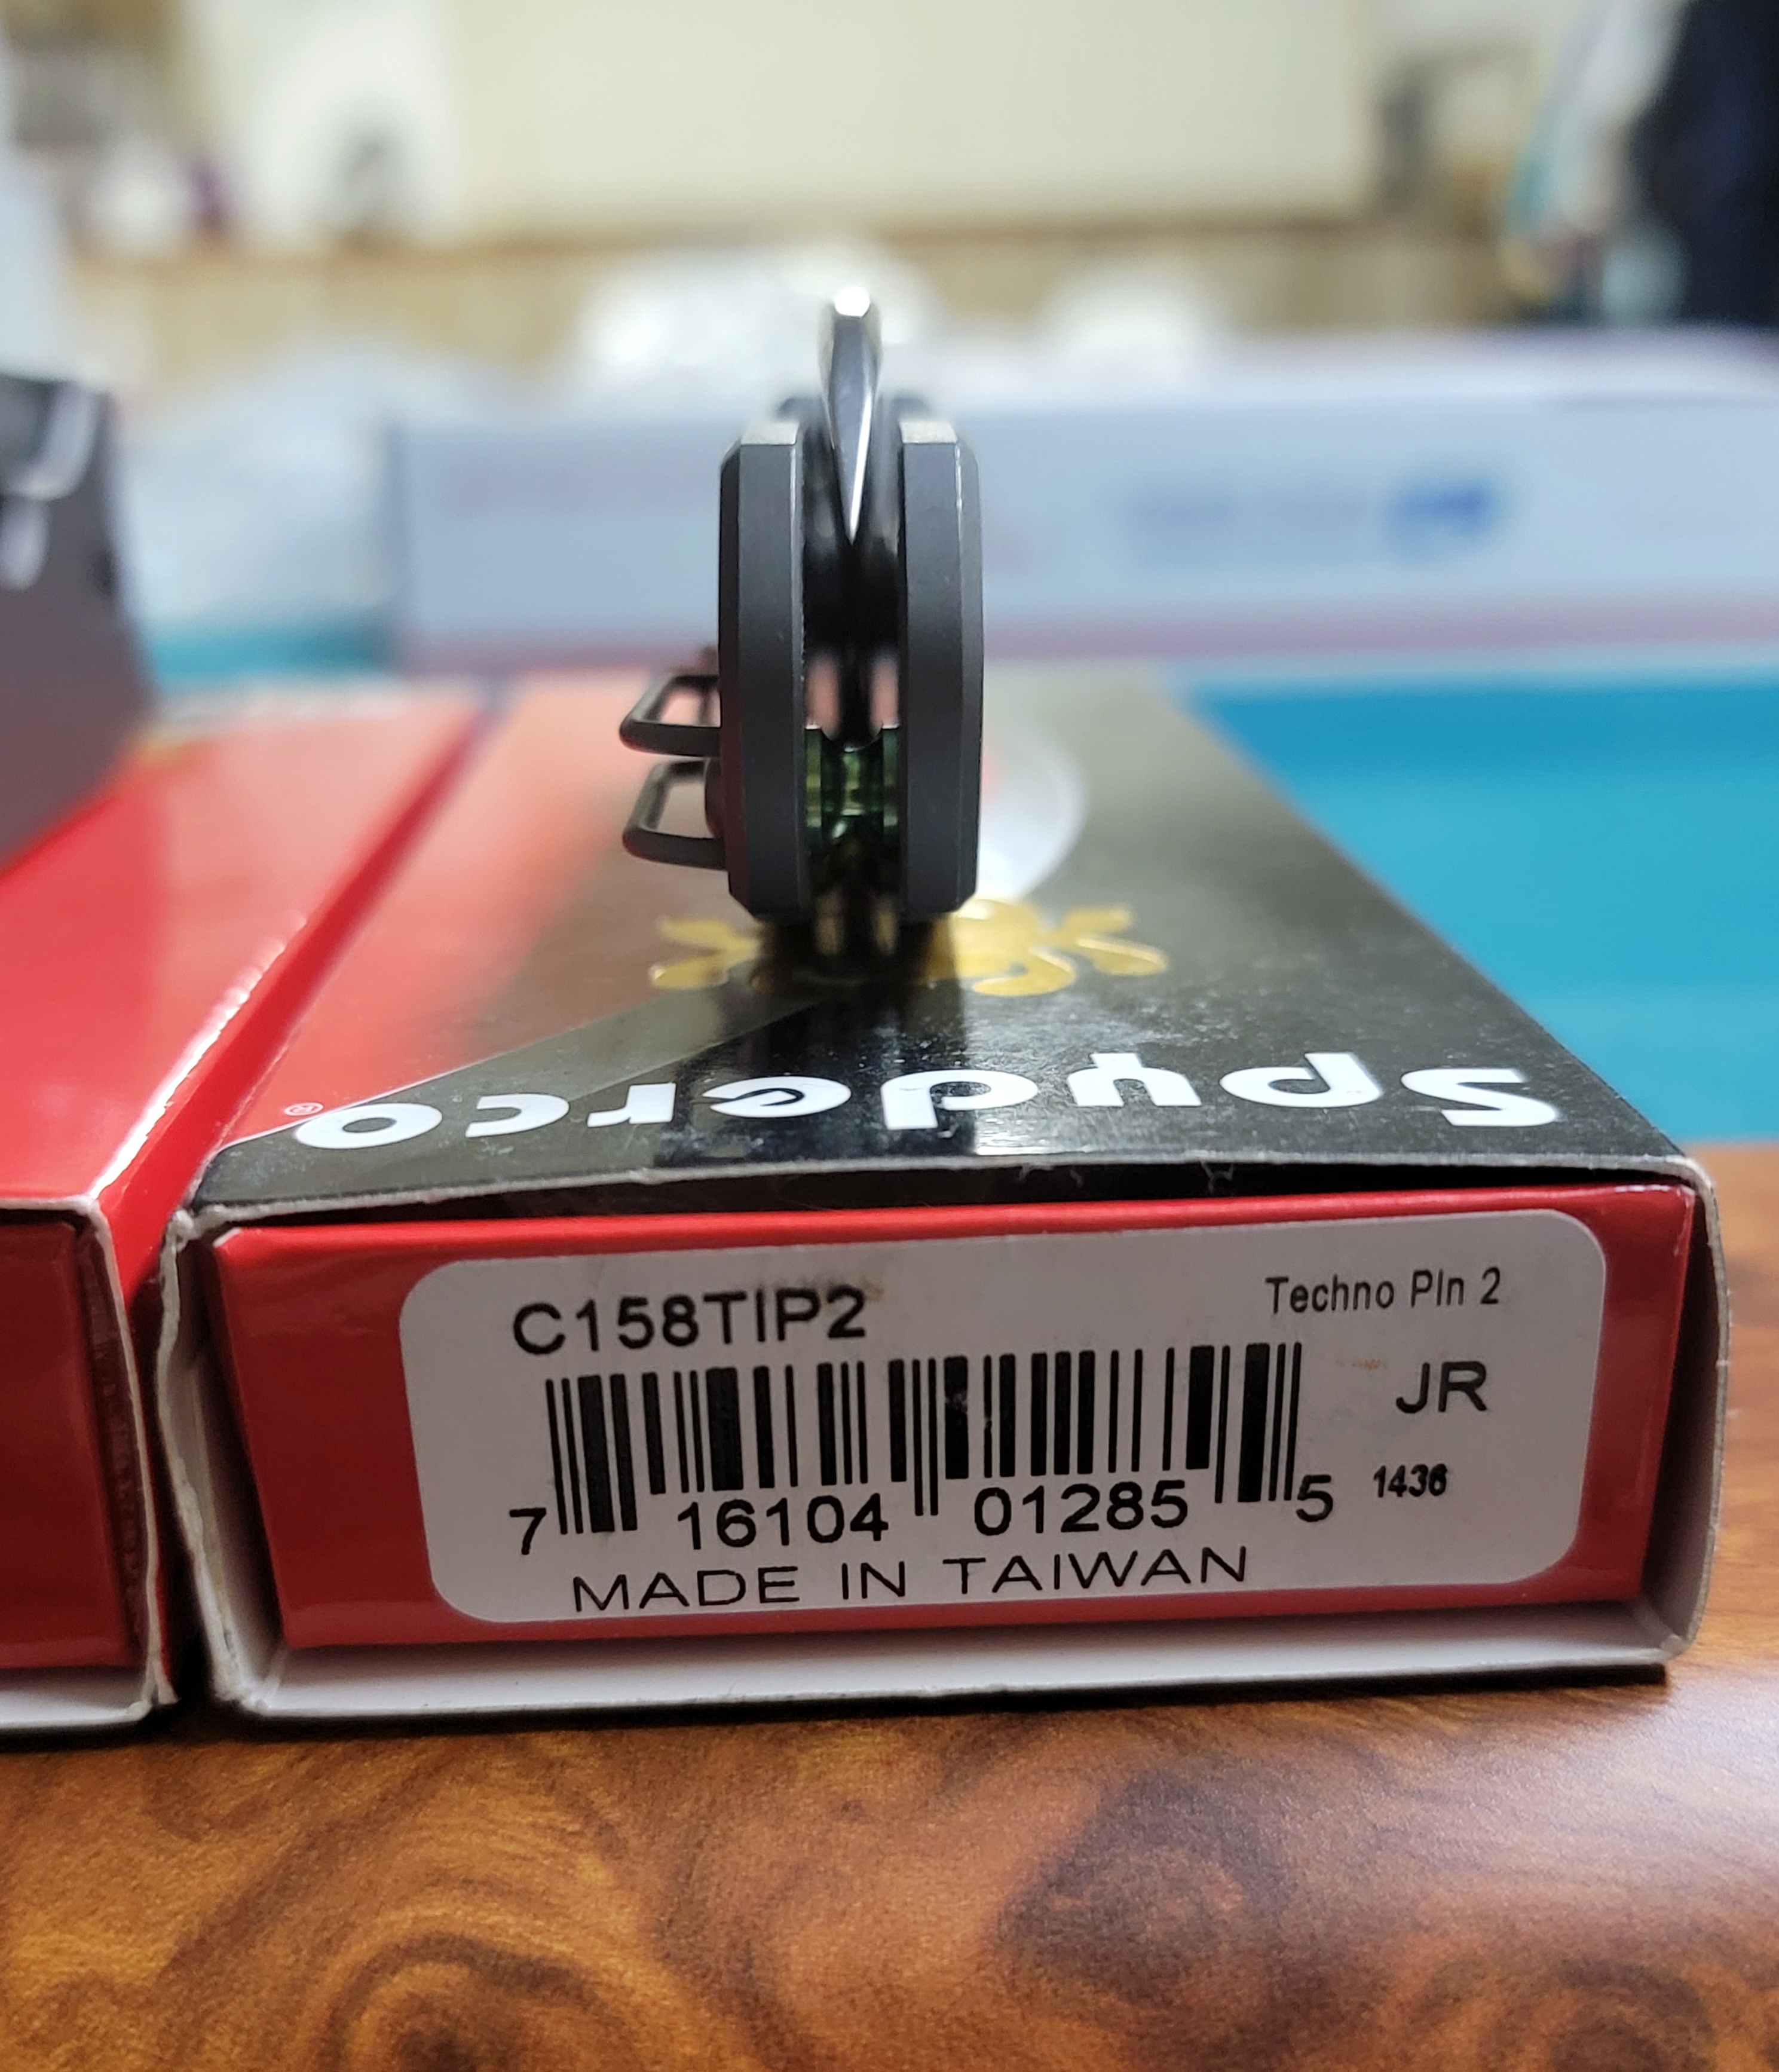 Spyderco®
C158TIP2
Techno Pln 2
JR
7 16104 01285 5
1436
MADE IN TAIWAN